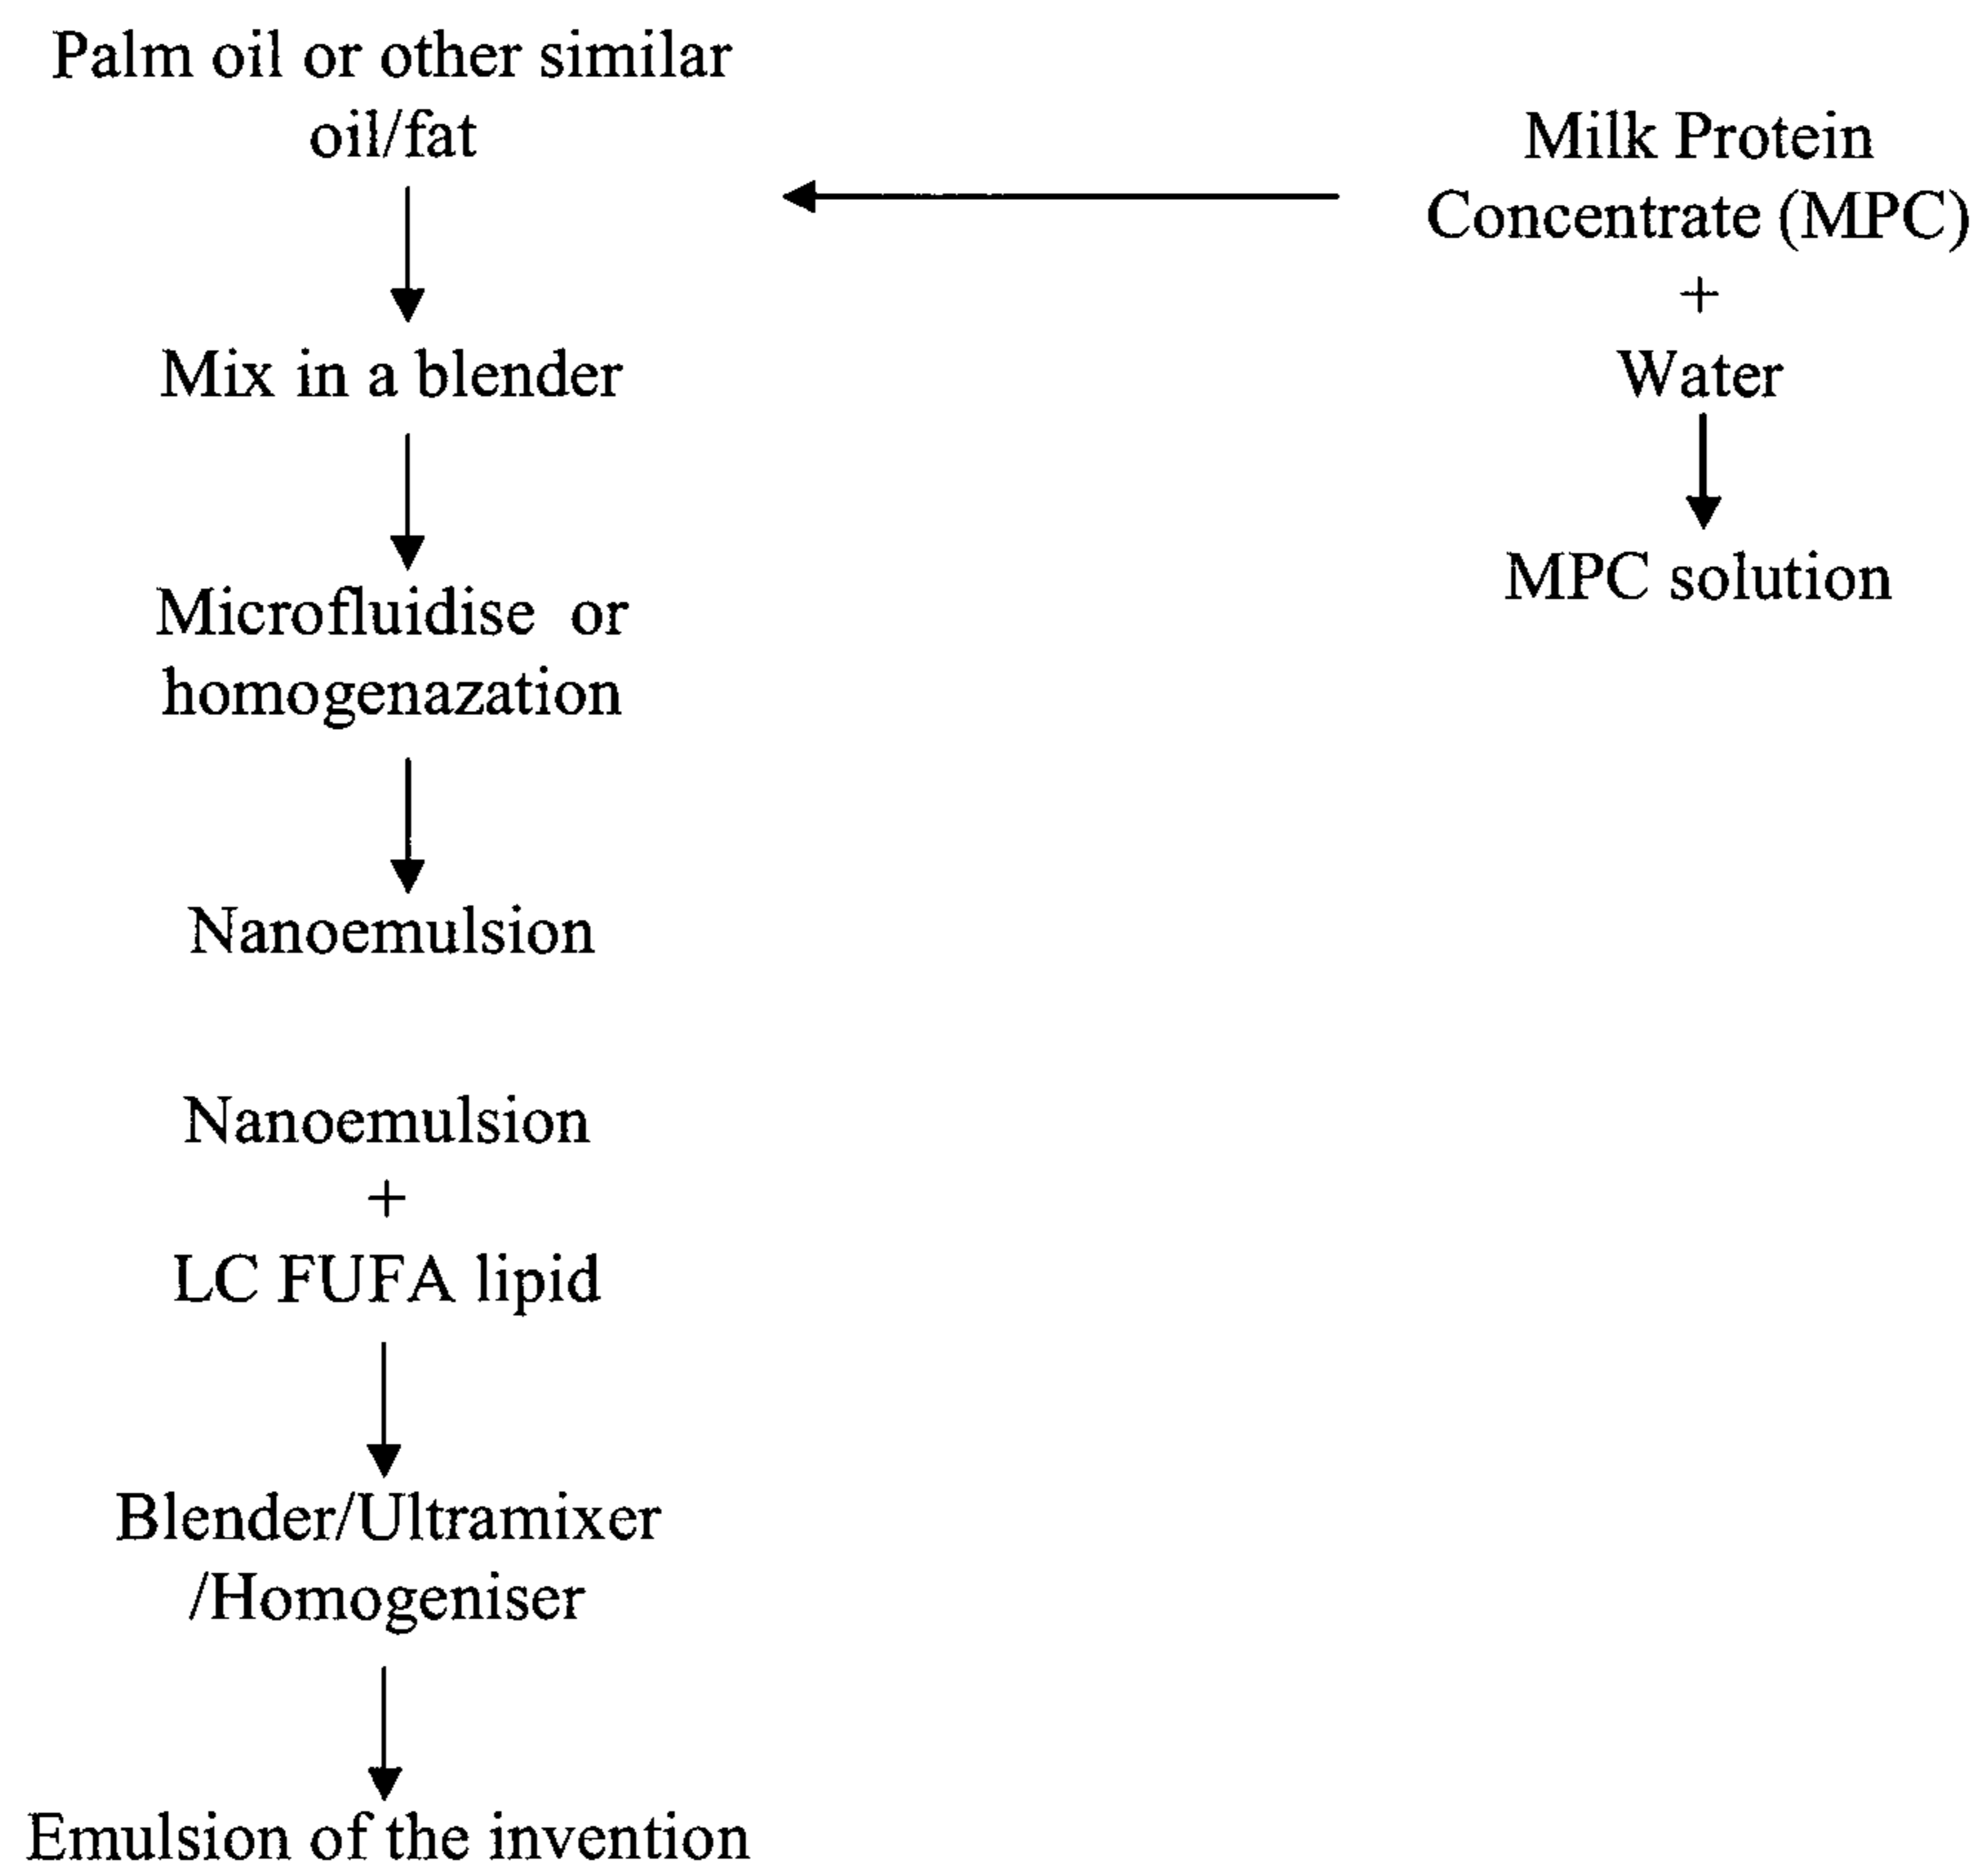 Palm oil or other similar
oil/fat
Mix in a blender
Microfluidise or
homogenazation
Nanoemulsion
Milk Protein
Concentrate (MPC)
+
Water
MPC solution
Nanoemulsion
+
LC FUFA lipid
Blender/Ultramixer
/Homogeniser
Emulsion of the invention